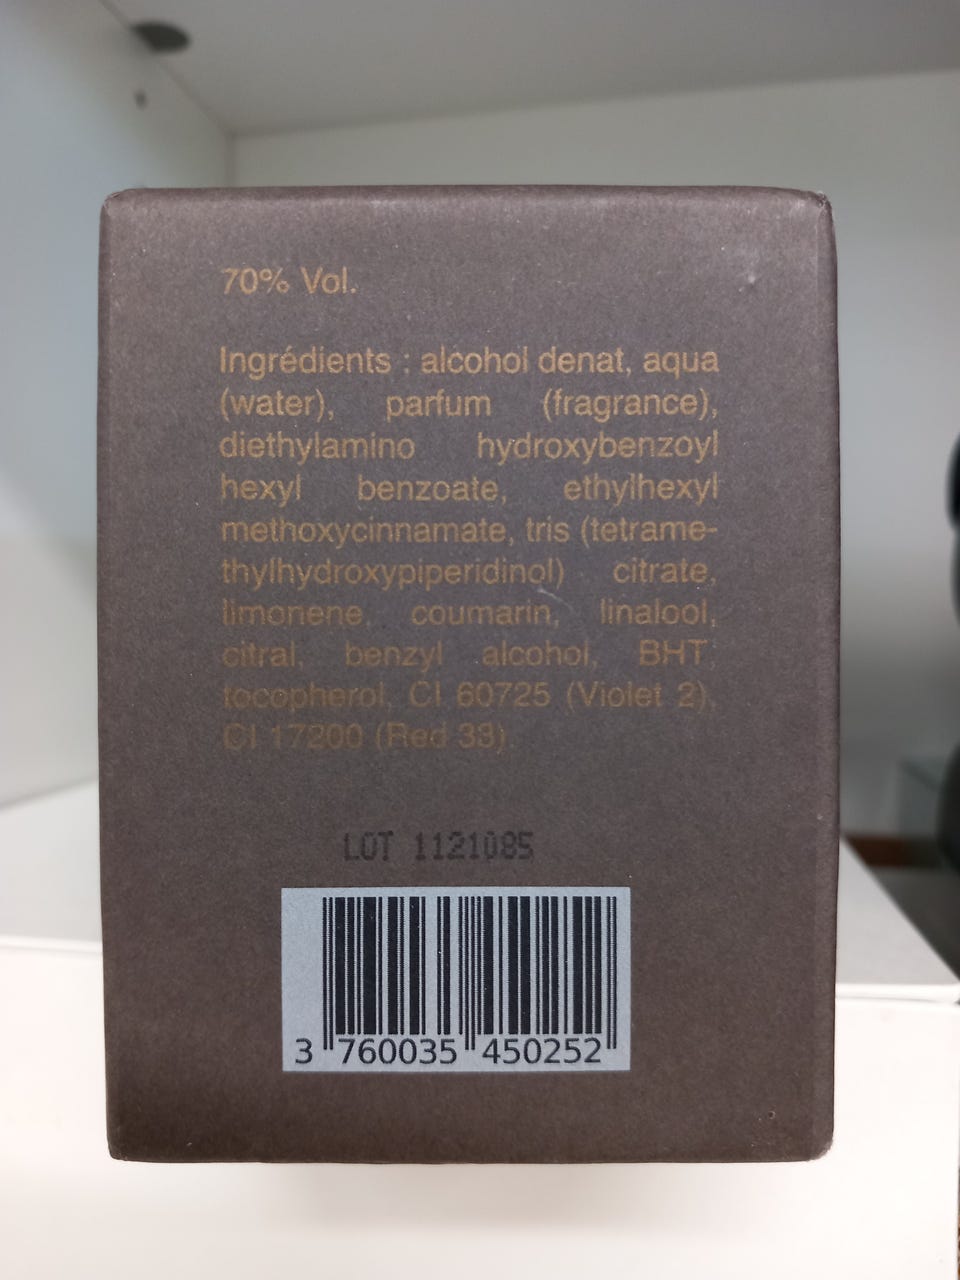 70% Vol.
Ingrédients : alcohol denat, aqua
(water), parfum (fragrance),
diethylamino hydroxybenzoyl
hexyl benzoate, ethylhexyl
methoxycinnamate, tris (tetrame-
thylhydroxypiperidinol) citrate,
limonene, coumarin, linalool,
citral, benzyl alcohol, BHT,
tocopherol, CI 60725 (Violet 2),
CI 17200 (Red 33).
LOT 1121085
3 760035 450252